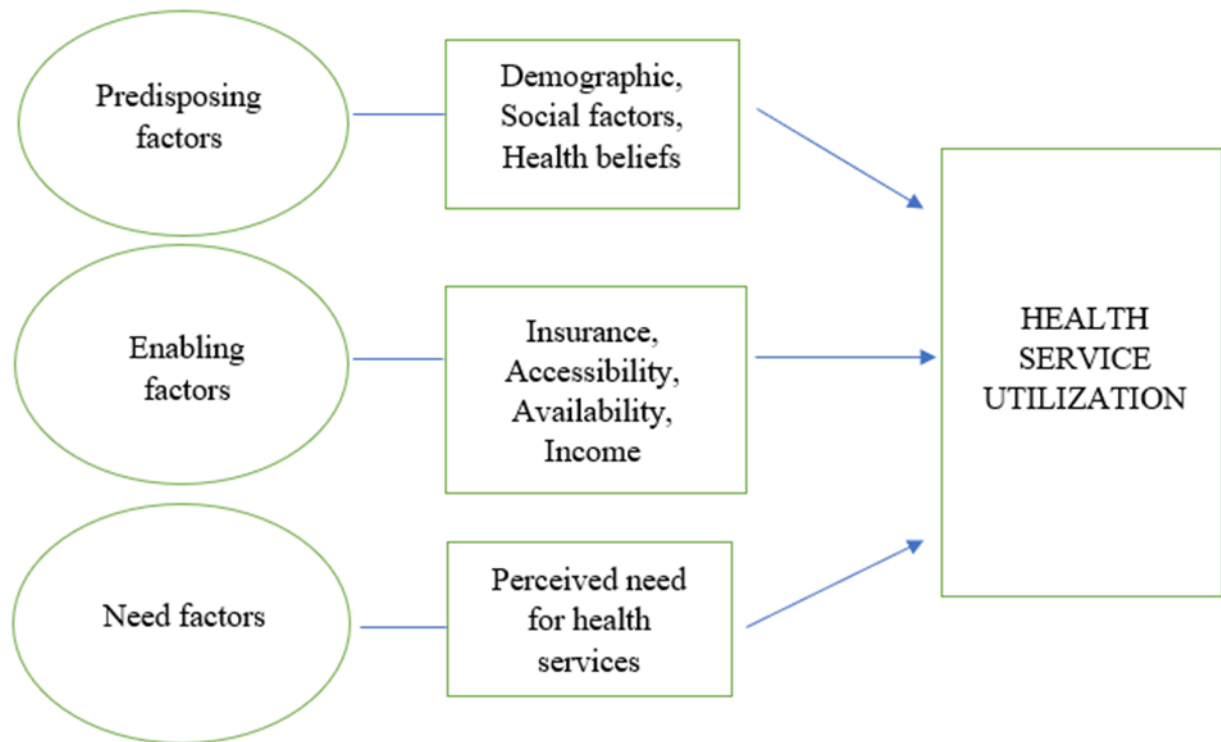 Predisposing
factors
Demographic,
Social factors,
Health beliefs
Enabling
factors
Insurance,
Accessibility,
Availability,
Income
Need factors
Perceived need
for health
services
HEALTH
SERVICE
UTILIZATION